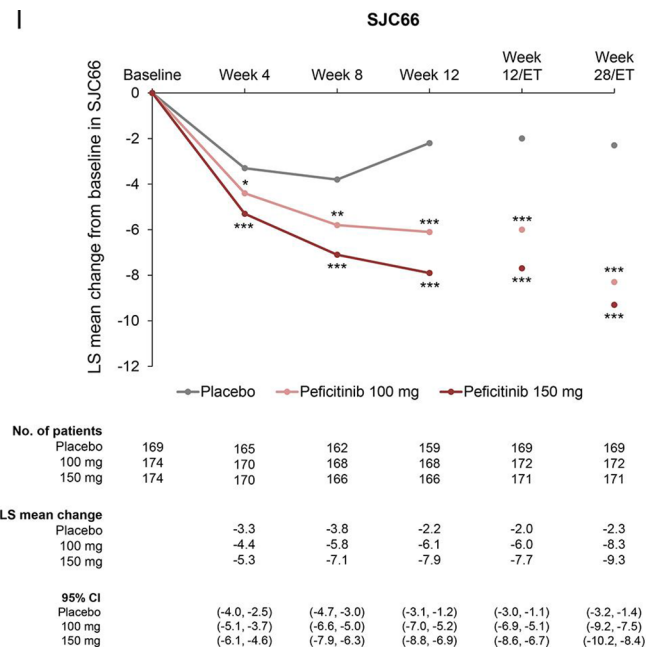 I
SJC66
Baseline Week 4 Week 8 Week 12 Week 12/ET Week 28/ET
LS mean change from baseline in SJC66
0
-2
-4
-6
-8
-10
-12
*
***
**
***
***
***
***
***
***
***
Placebo Peficitinib 100 mg Peficitinib 150 mg
No. of patients
Placebo 169 165 162 159 169 169
100 mg 174 170 168 168 172 172
150 mg 174 170 166 166 171 171
LS mean change
Placebo -3.3 -3.8 -2.2 -2.0 -2.3
100 mg -4.4 -5.8 -6.1 -6.0 -8.3
150 mg -5.3 -7.1 -7.9 -7.7 -9.3
95% CI
Placebo (-4.0, -2.5) (-4.7, -3.0) (-3.1, -1.2) (-3.0, -1.1) (-3.2, -1.4)
100 mg (-5.1, -3.7) (-6.6, -5.0) (-7.0, -5.2) (-6.9, -5.1) (-9.2, -7.5)
150 mg (-6.1, -4.6) (-7.9, -6.3) (-8.8, -6.9) (-8.6, -6.7) (-10.2, -8.4)